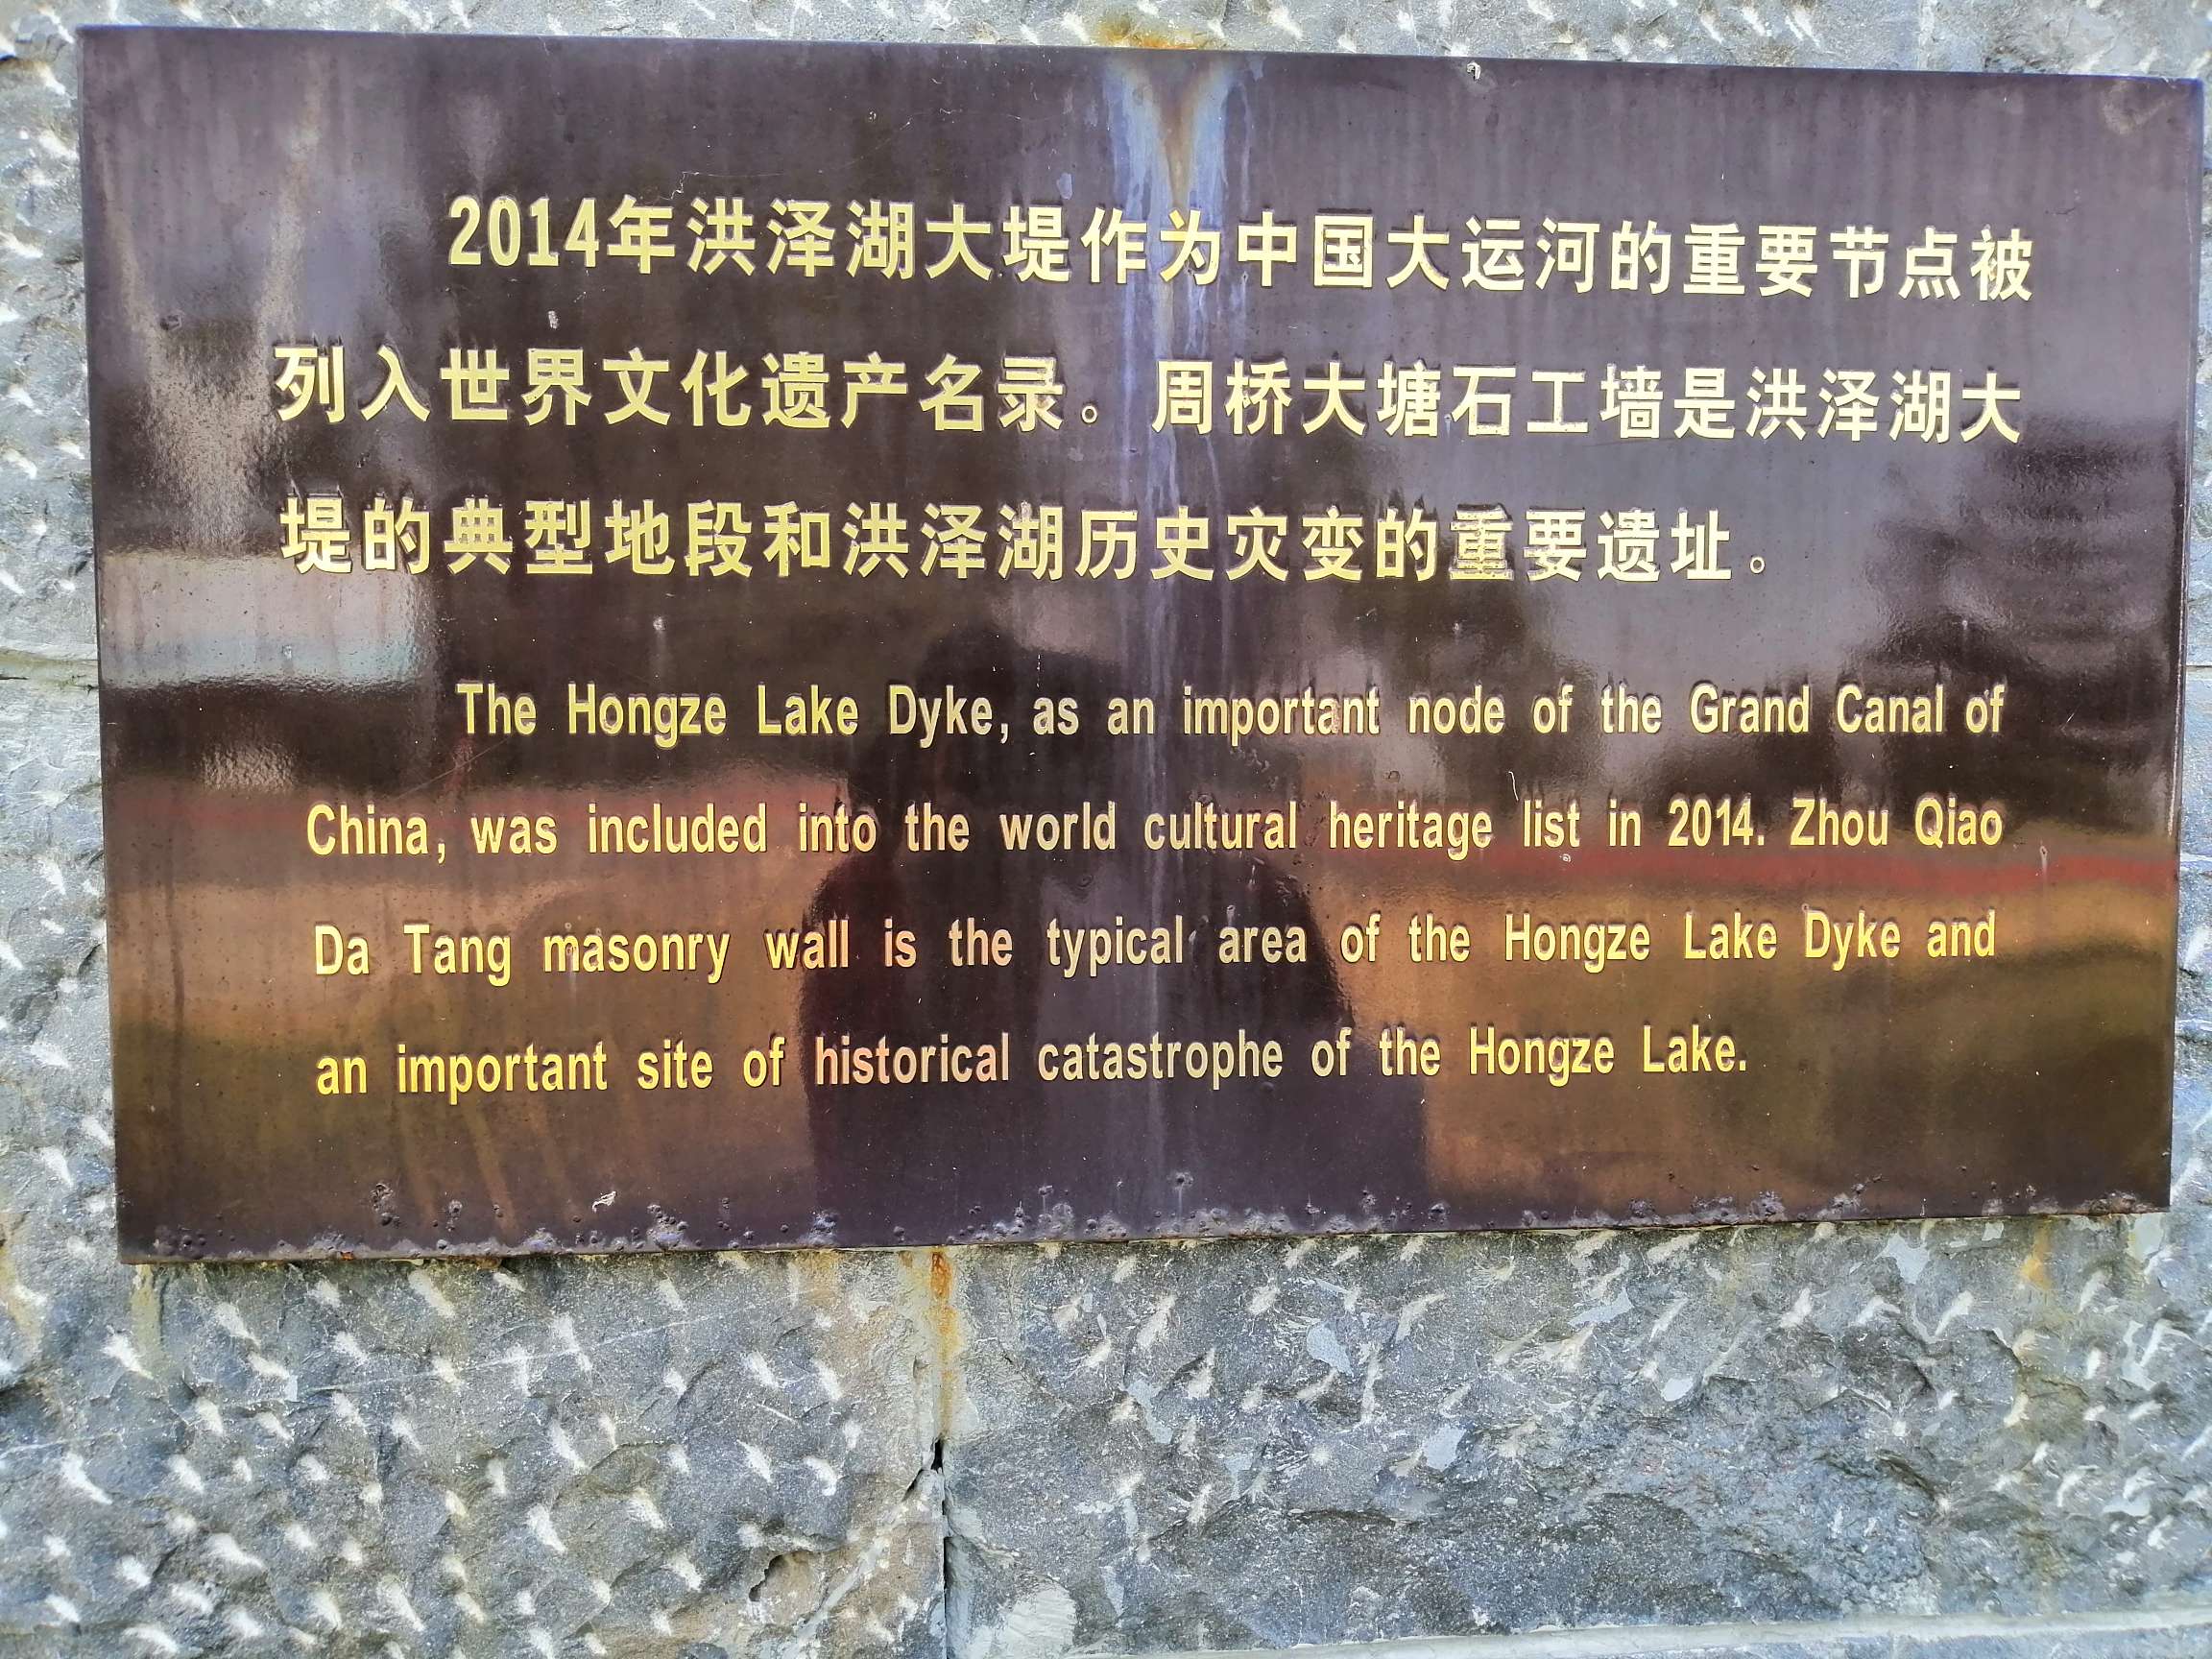 2014年洪泽湖大堤作为中国大运河的重要节点被
列入世界文化遗产名录。周桥大塘石工墙是洪泽湖大
堤的典型地段和洪泽湖历史灾变的重要遗址。
The Hongze Lake Dyke, as an important node of the Grand Canal of
China, was included into the world cultural heritage list in 2014. Zhou Qiao
Da Tang masonry wall is the typical area of the Hongze Lake Dyke and
an important site of historical catastrophe of the Hongze Lake.